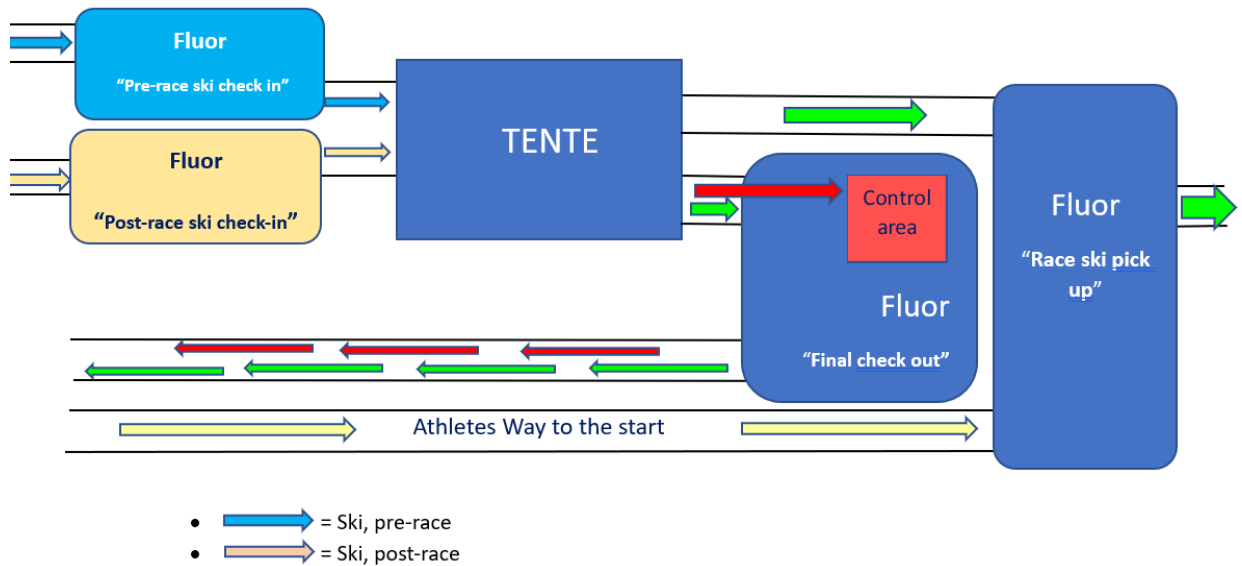 Fluor
“Pre-race ski check in”
Fluor
“Post-race ski check-in”
TENTE
Control
area
Fluor
“Final check out”
Fluor
“Race ski pick
up”
Athletes Way to the start
= Ski, pre-race
= Ski, post-race